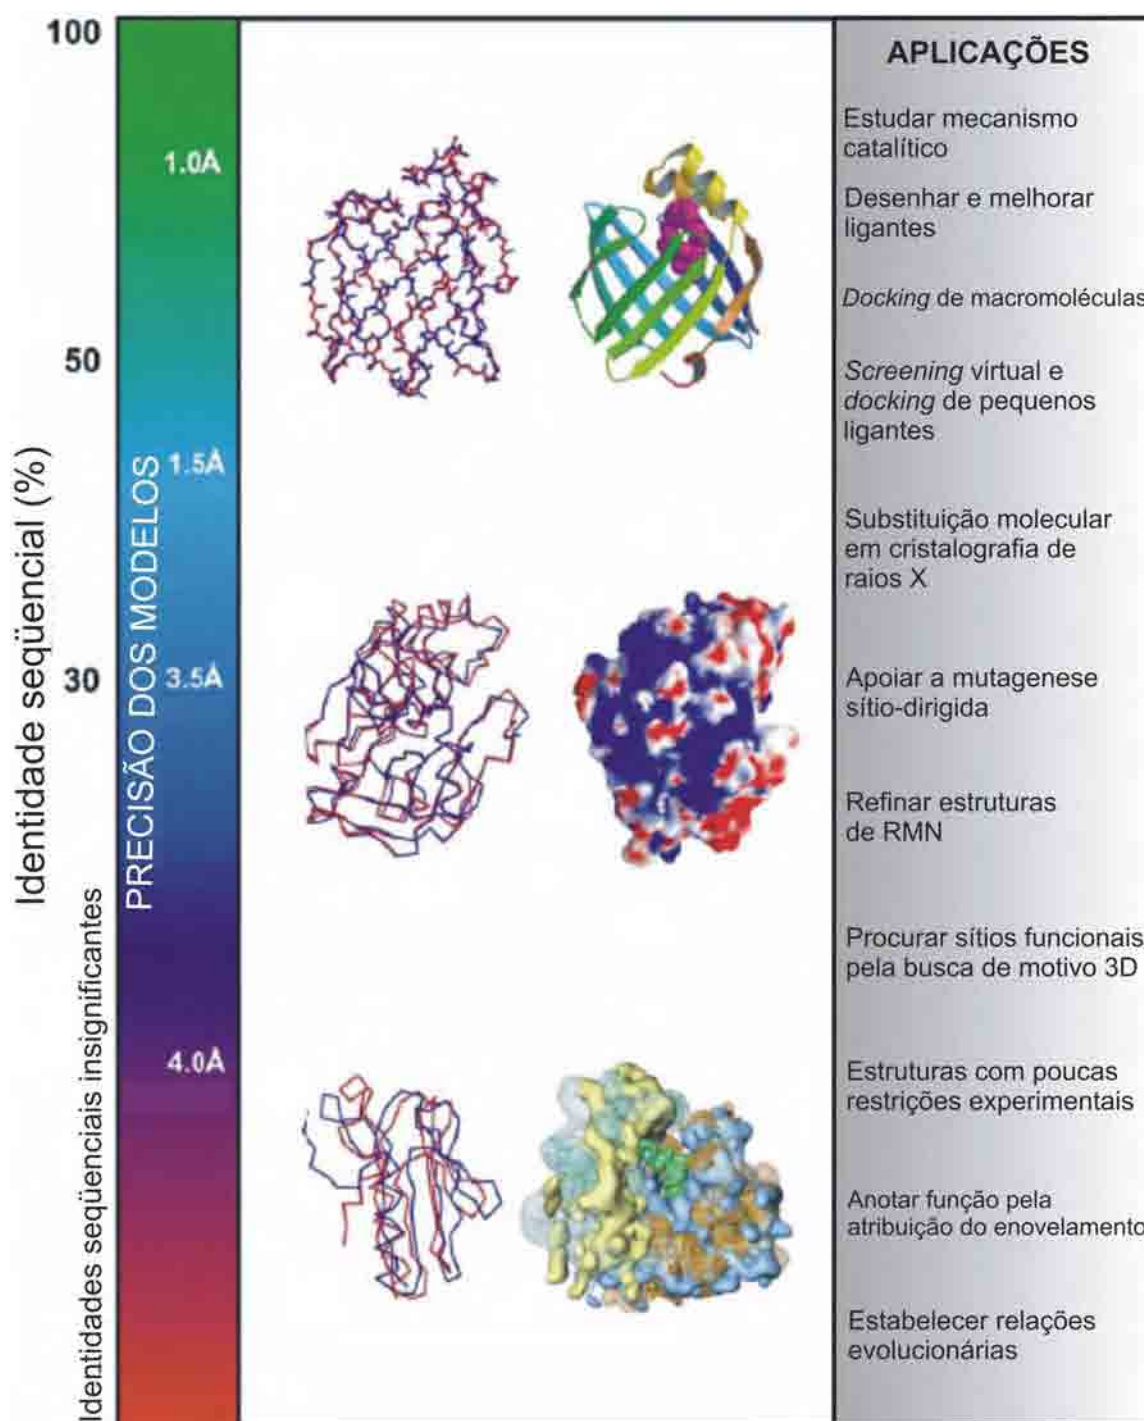 100
50
30
Identidade seqüencial (%)
Identidades seqüenciais insignificantes
PRECISÃO DOS MODELOS
1.0Å
1.5Å
3.5Å
4.0Å
APLICAÇÕES
Estudar mecanismo
catalítico
Desenhar e melhorar
ligantes
Docking de macromoléculas
Screening virtual e
docking de pequenos
ligantes
Substituição molecular
em cristalografia de
raios X
Apoiar a mutagenese
sítio-dirigida
Refinar estruturas
de RMN
Procurar sítios funcionais
pela busca de motivo 3D
Estruturas com poucas
restrições experimentais
Anotar função pela
atribuição do enovelamento
Estabelecer relações
evolucionárias